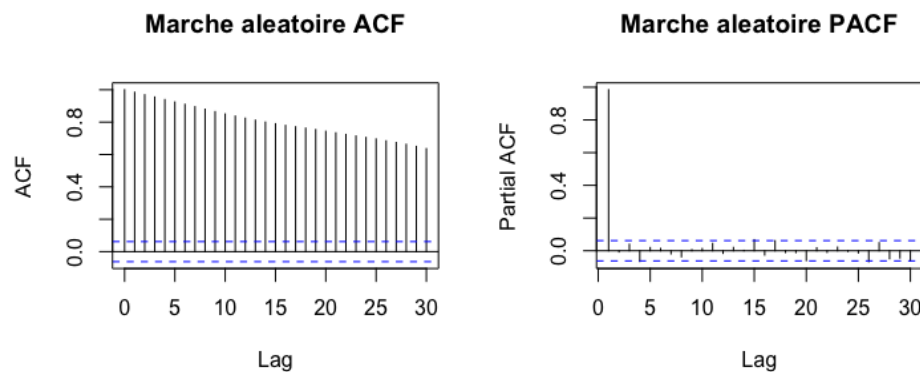 Marche aleatoire ACF
ACF
0.0 0.4 0.8
0 5 10 15 20 25 30
Lag
Marche aleatoire PACF
Partial ACF
0.0 0.4 0.8
0 5 10 15 20 25 30
Lag